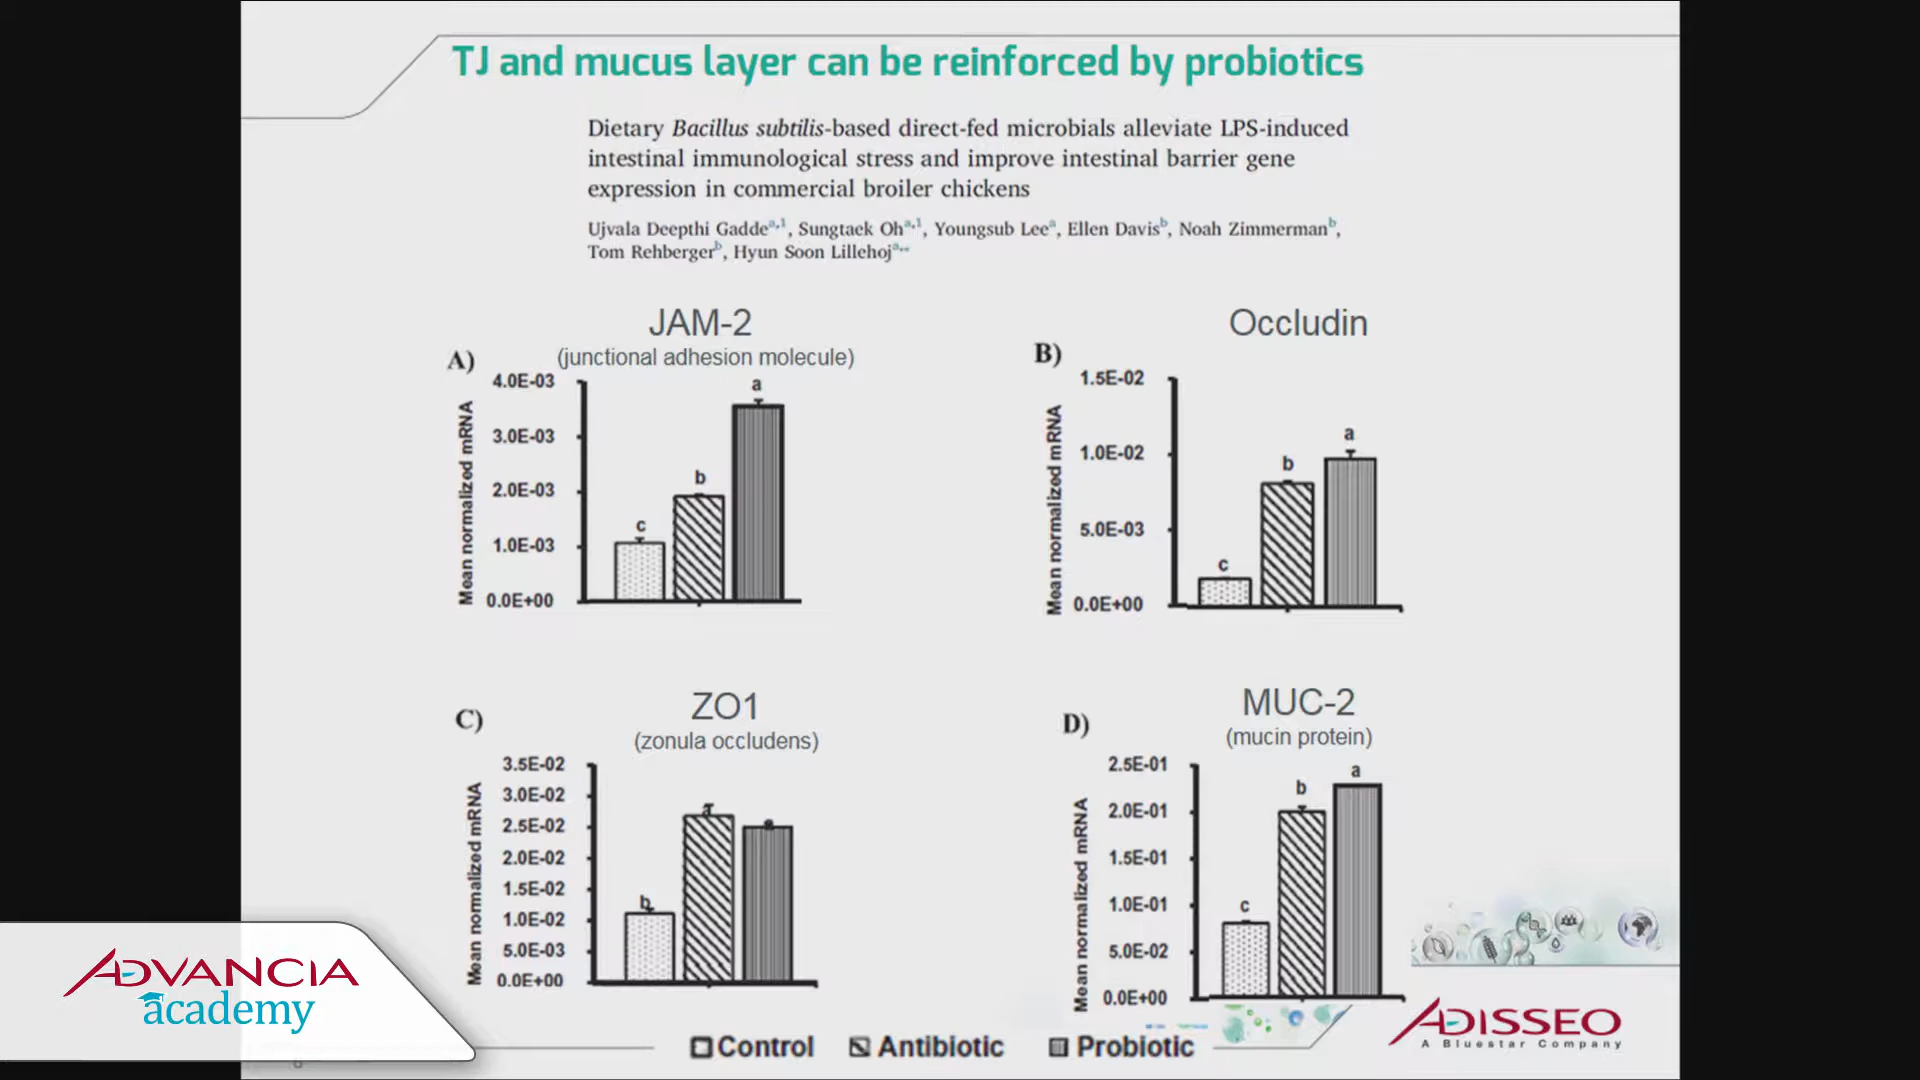 TJ and mucus layer can be reinforced by probiotics
Dietary Bacillus subtilis-based direct-fed microbials alleviate LPS-induced
intestinal immunological stress and improve intestinal barrier gene
expression in commercial broiler chickens
Ujvala Deepthi Gadde a,1, Sungtaek Oh a,1, Youngsub Lee a, Ellen Davis b, Noah Zimmerman b,
Tom Rehberger b, Hyun Soon Lillehoj
JAM-2
(junctional adhesion molecule)
A)
Mean normalized mRNA
4.0E-03
3.0E-03
2.0E-03
1.0E-03
0.0E+00
c
b
a
Occludin
B)
Mean normalized mRNA
1.5E-02
1.0E-02
5.0E-03
0.0E+00
c
b
a
ZO1
(zonula occludens)
C)
Mean normalized mRNA
3.5E-02
3.0E-02
2.5E-02
2.0E-02
1.5E-02
1.0E-02
5.0E-03
0.0E+00
b
a
MUC-2
(mucin protein)
D)
Mean normalized mRNA
2.5E-01
2.0E-01
1.5E-01
1.0E-01
5.0E-02
0.0E+00
c
b
a
Control Antibiotic Probiotic
ADVANCIA
academy
ADISSEO
A Bluestar Company